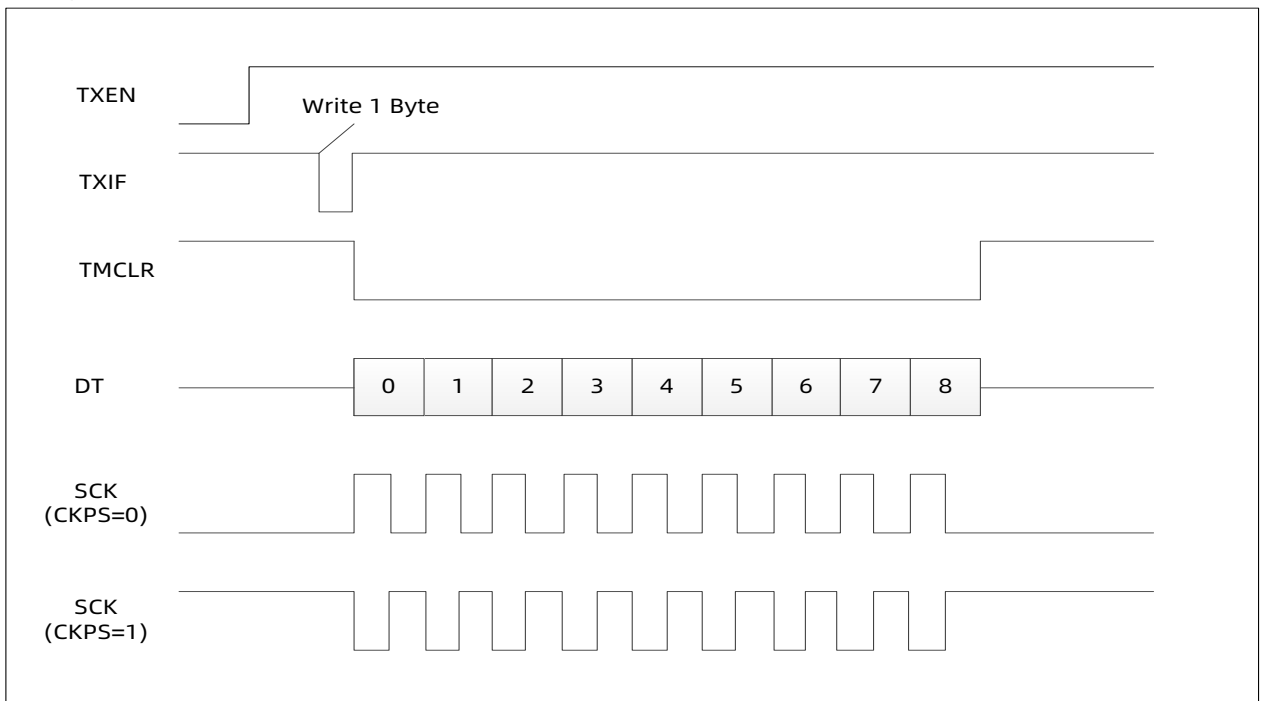 TXEN
Write 1 Byte
TXIF
TMCLR
DT
0 1 2 3 4 5 6 7 8
SCK
(CKPS=0)
SCK
(CKPS=1)